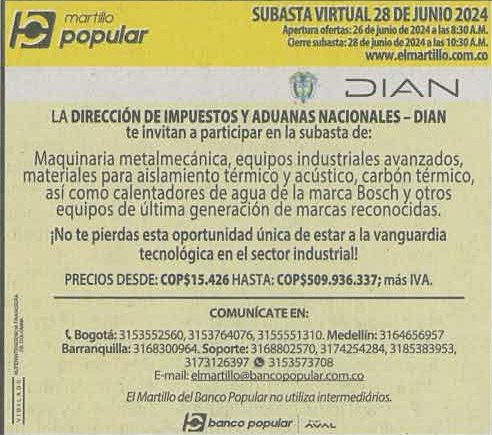 martillo
popular
SUBASTA VIRTUAL 28 DE JUNIO 2024
Apertura ofertas: 26 de junio de 2024 a las 8:30 A.M.
Cierre subasta: 28 de junio de 2024 a las 10:30 A.M.
www.elmartillo.com.co
DIAN
LA DIRECCIÓN DE IMPUESTOS Y ADUANAS NACIONALES – DIAN
te invitan a participar en la subasta de:
Maquinaria metalmecánica, equipos industriales avanzados,
materiales para aislamiento térmico y acústico, carbón térmico,
así como calentadores de agua de la marca Bosch y otros
equipos de última generación de marcas reconocidas.
¡No te pierdas esta oportunidad única de estar a la vanguardia
tecnológica en el sector industrial!
PRECIOS DESDE: COP$15.426 HASTA: COP$509.936.337; más IVA.
COMUNÍCATE EN:
Bogotá: 3153552560, 3153764076, 3155551310. Medellín: 3164656957
Barranquilla: 3168300964. Soporte: 3168802570, 3174254284, 3185383953,
3173126397 3153573708
E-mail: elmartillo@bancopopular.com.co
El Martillo del Banco Popular no utiliza intermediários.
banco popular
AVAL
VIGILADO
SUPERINTENDENCIA FINANCIERA
DE COLOMBIA